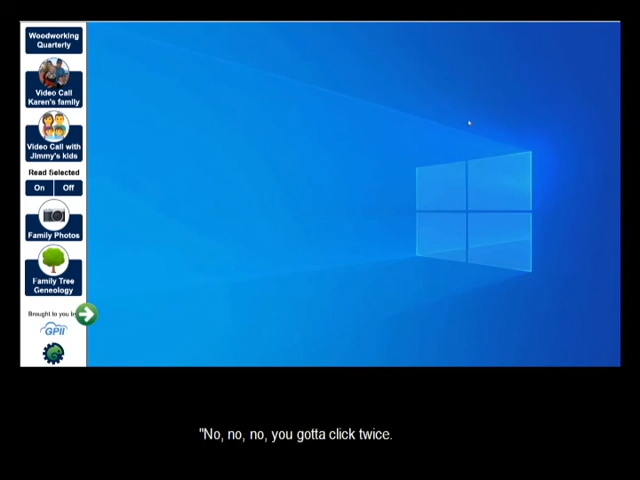 Woodworking
Quarterly
Video Call
Karen's family
Video Call with
Jimmy's kids
Read Selected
On Off
Family Photos
Family Tree
Geneology
Brought to you by
GPII
"No, no, no, you gotta click twice.